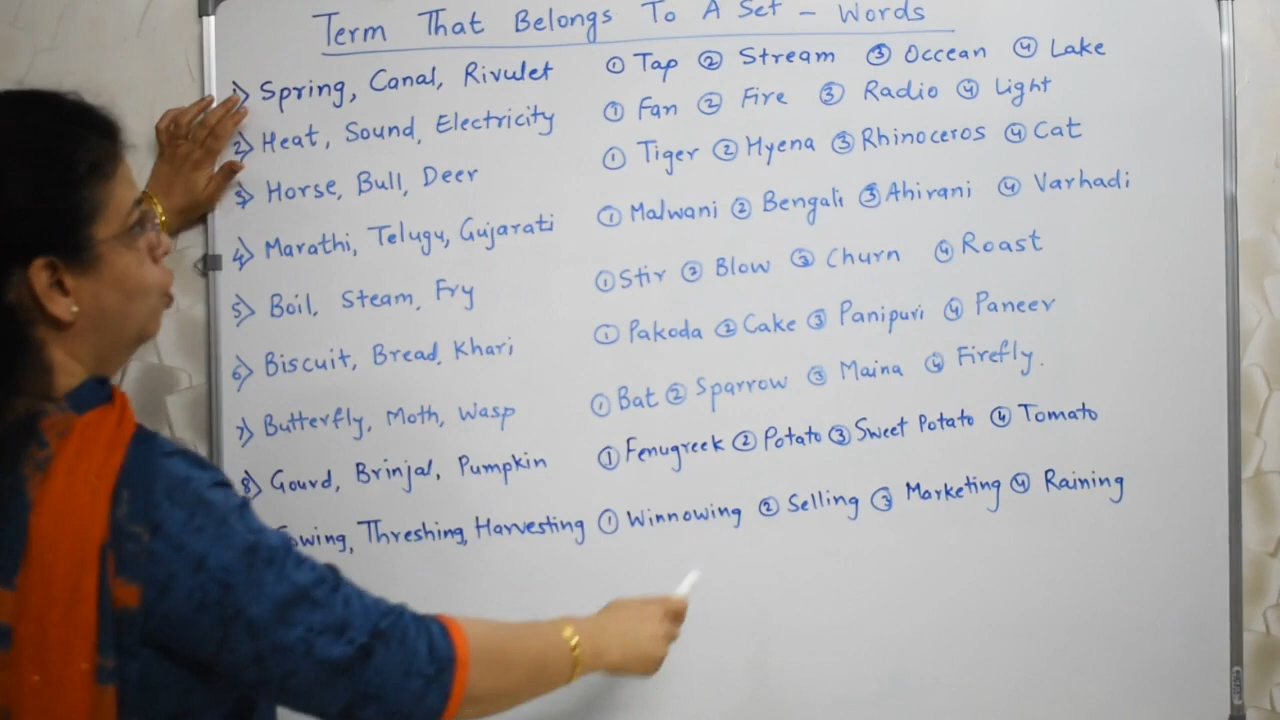 Term That Belongs To A Set - Words
1) Spring, Canal, Rivulet ① Tap ② Stream ③ Occean ④ Lake
2) Heat, Sound, Electricity ① Fan ② Fire ③ Radio ④ Light
3) Horse, Bull, Deer ① Tiger ② Hyena ③ Rhinoceros ④ Cat
4) Marathi, Telugu, Gujarati ① Malwani ② Bengali ③ Ahirani ④ Varhadi
5) Boil, Steam, Fry ① Stir ② Blow ③ Churn ④ Roast
6) Biscuit, Bread, Khari ① Pakoda ② Cake ③ Panipuri ④ Paneer
7) Butterfly, Moth, Wasp ① Bat ② Sparrow ③ Maina ④ Firefly.
8) Gourd, Brinjal, Pumpkin ① Fenugreek ② Potato ③ Sweet Potato ④ Tomato
owing, Threshing, Harvesting ① Winnowing ② Selling ③ Marketing ④ Raining